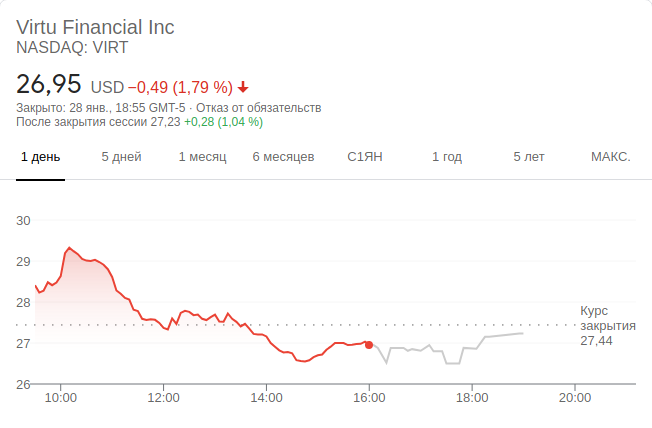 Virtu Financial Inc
NASDAQ: VIRT
26,95 USD −0,49 (1,79 %)
Закрыто: 28 янв., 18:55 GMT-5 · Отказ от обязательств
После закрытия сессии 27,23 +0,28 (1,04 %)
1 день 5 дней 1 месяц 6 месяцев С1ЯН 1 год 5 лет МАКС.
30
29
28
27
26
Курс
закрытия
27,44
10:00 12:00 14:00 16:00 18:00 20:00